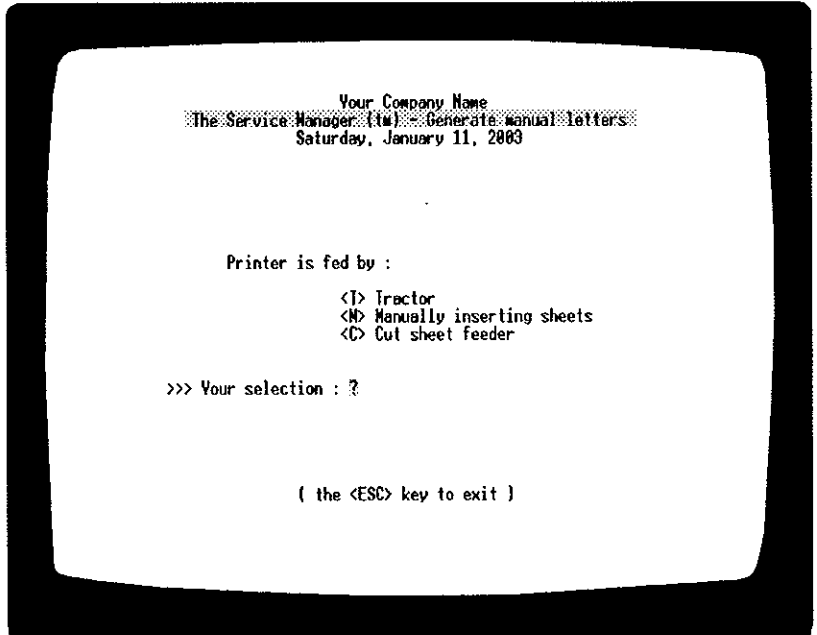 Your Company Name
The Service Manager (tm) - Generate manual letters
Saturday, January 11, 2003
Printer is fed by :
<T> Tractor
<M> Manually inserting sheets
<C> Cut sheet feeder
>>> Your selection : ?
( the <ESC> key to exit )